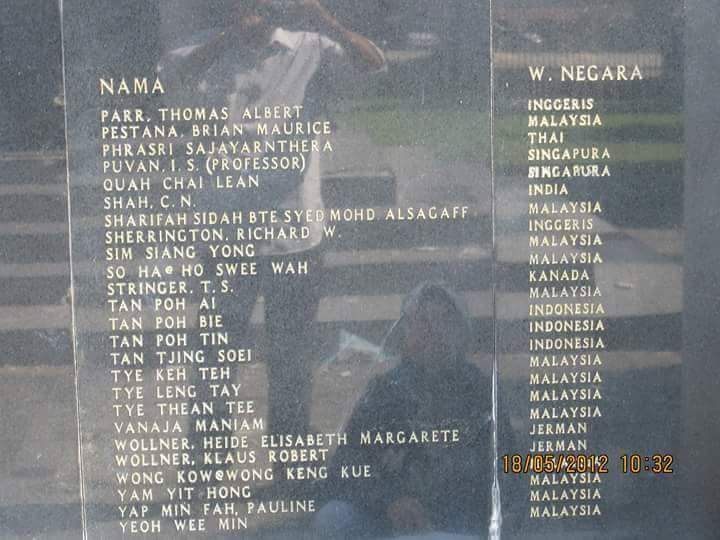 NAMA W. NEGARA
PARR, THOMAS ALBERT INGGERIS
PESTANA, BRIAN MAURICE MALAYSIA
PHRASRI SAJAYARNTHERA THAI
PUVAN, I. S. (PROFESSOR) SINGAPURA
QUAH CHAI LEAN SINGAPURA
SHAH, C. N. INDIA
SHARIFAH SIDAH BTE SYED MOHD ALSAGAFF MALAYSIA
SHERRINGTON, RICHARD W. INGGERIS
SIM SIANG YONG MALAYSIA
SO HA@ HO SWEE WAH MALAYSIA
STRINGER, T. S. KANADA
TAN POH AI MALAYSIA
TAN POH BIE INDONESIA
TAN POH TIN INDONESIA
TAN TJING SOEI INDONESIA
TYE KEH TEH MALAYSIA
TYE LENG TAY MALAYSIA
TYE THEAN TEE MALAYSIA
VANAJA MANIAM MALAYSIA
WOLLNER, HEIDE ELISABETH MARGARETE JERMAN
WOLLNER, KLAUS ROBERT JERMAN
WONG KOW@WONG KENG KUE MALAYSIA
YAM YIT HONG MALAYSIA
YAP MIN FAH, PAULINE MALAYSIA
YEOH WEE MIN MALAYSIA
18/05/2012 10:32